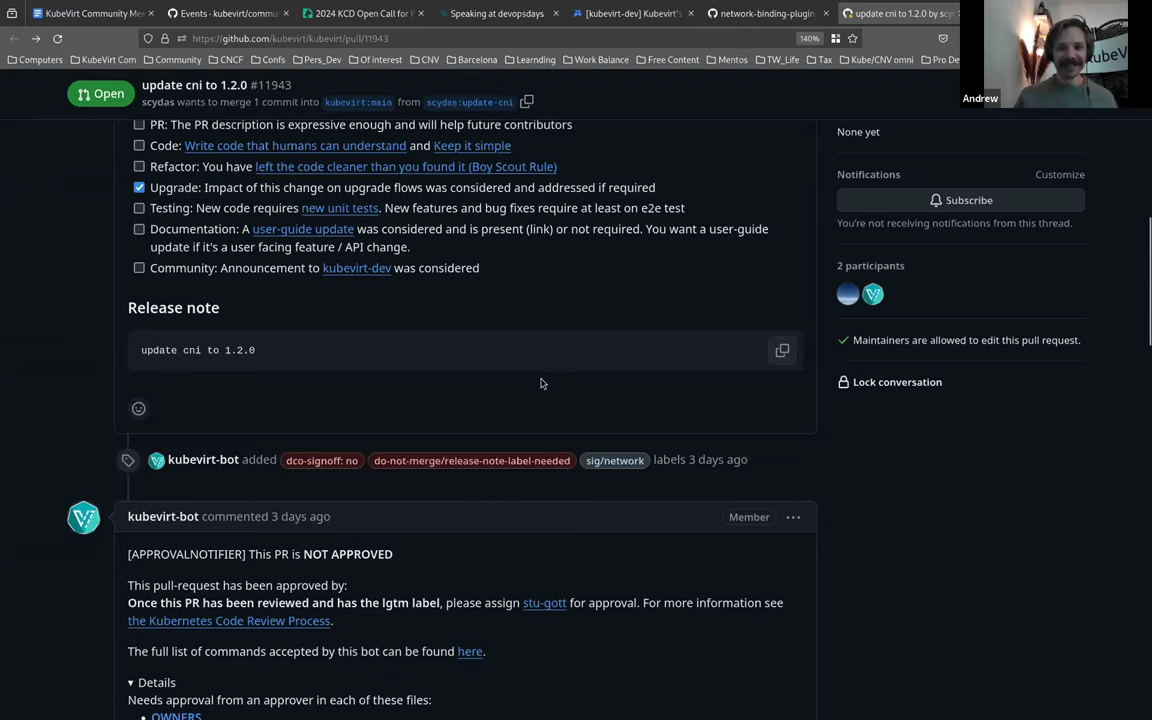 KubeVirt Community Mee
Events · kubevirt/commu
2024 KCD Open Call for P
Speaking at devopsdays
[kubevirt-dev] Kubevirt's
network-binding-plugin
update cni to 1.2.0 by scyd
https://github.com/kubevirt/kubevirt/pull/11943
140%
Computers
KubeVirt Com
Community
CNCF
Confs
Pers_Dev
Of interest
CNV
Barcelona
Learnding
Work Balance
Free Content
Mentos
TW_Life
Tax
Kube/CNV omni
Pro De
KubeV
Andrew
Open
update cni to 1.2.0 #11943
scydas wants to merge 1 commit into kubevirt:main from scydas:update-cni
PR: The PR description is expressive enough and will help future contributors
Code: Write code that humans can understand and Keep it simple
Refactor: You have left the code cleaner than you found it (Boy Scout Rule)
Upgrade: Impact of this change on upgrade flows was considered and addressed if required
Testing: New code requires new unit tests. New features and bug fixes require at least on e2e test
Documentation: A user-guide update was considered and is present (link) or not required. You want a user-guide
update if it's a user facing feature / API change.
Community: Announcement to kubevirt-dev was considered
Release note
update cni to 1.2.0
kubevirt-bot added dco-signoff: no do-not-merge/release-note-label-needed sig/network labels 3 days ago
kubevirt-bot commented 3 days ago
Member
[APPROVALNOTIFIER] This PR is NOT APPROVED
This pull-request has been approved by:
Once this PR has been reviewed and has the lgtm label, please assign stu-gott for approval. For more information see
the Kubernetes Code Review Process.
The full list of commands accepted by this bot can be found here.
Details
Needs approval from an approver in each of these files:
OWNERS
None yet
Notifications
Customize
Subscribe
You're not receiving notifications from this thread.
2 participants
Maintainers are allowed to edit this pull request.
Lock conversation